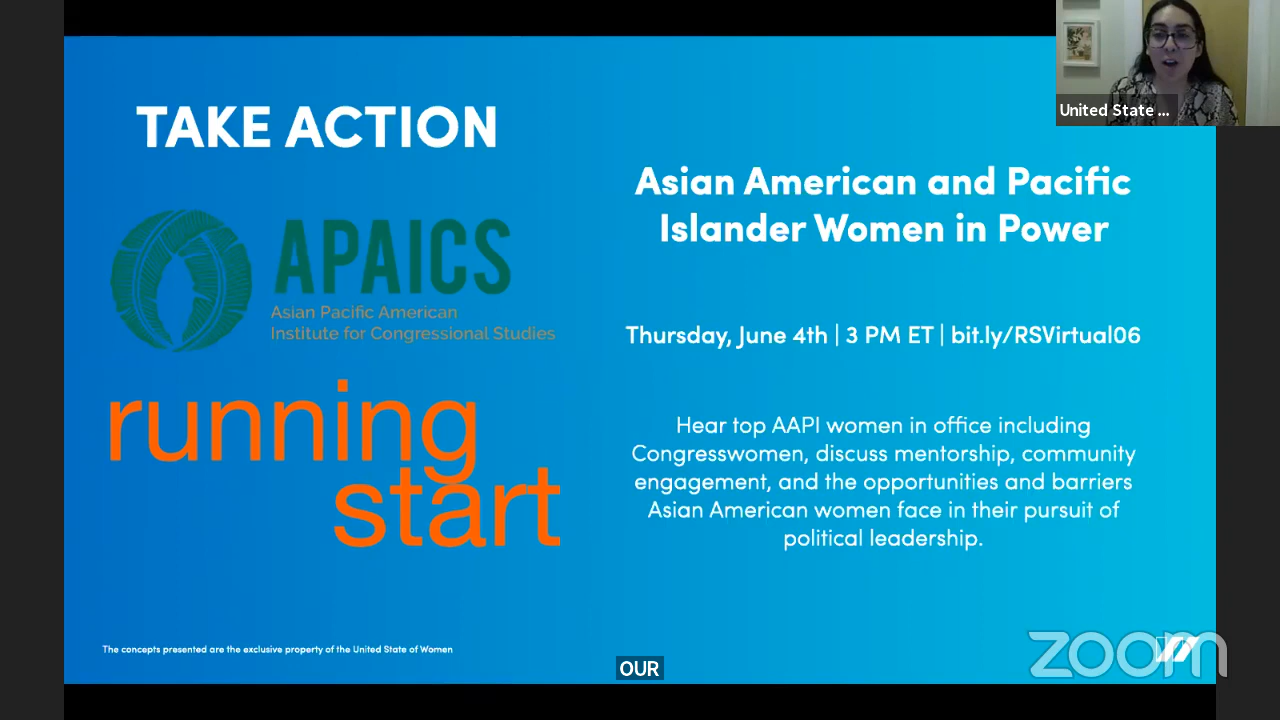 United State ...
TAKE ACTION
APAICS
Asian Pacific American
Institute for Congressional Studies
running
start
Asian American and Pacific
Islander Women in Power
Thursday, June 4th | 3 PM ET | bit.ly/RSVirtual06
Hear top AAPI women in office including
Congresswomen, discuss mentorship, community
engagement, and the opportunities and barriers
Asian American women face in their pursuit of
political leadership.
The concepts presented are the exclusive property of the United State of Women
zoom
OUR